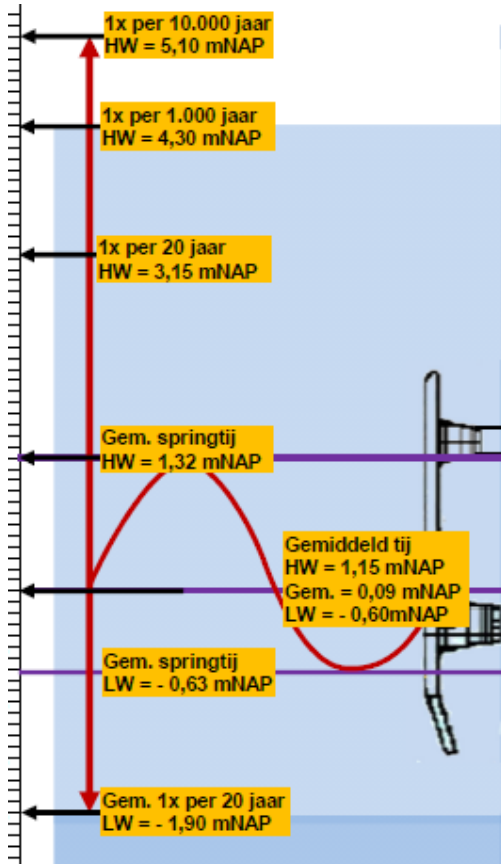 1x per 10.000 jaar
HW = 5,10 mNAP
1x per 1.000 jaar
HW = 4,30 mNAP
1x per 20 jaar
HW = 3,15 mNAP
Gem. springtij
HW = 1,32 mNAP
Gemiddeld tij
HW = 1,15 mNAP
Gem. = 0,09 mNAP
LW = - 0,60mNAP
Gem. springtij
LW = - 0,63 mNAP
Gem. 1x per 20 jaar
LW = - 1,90 mNAP